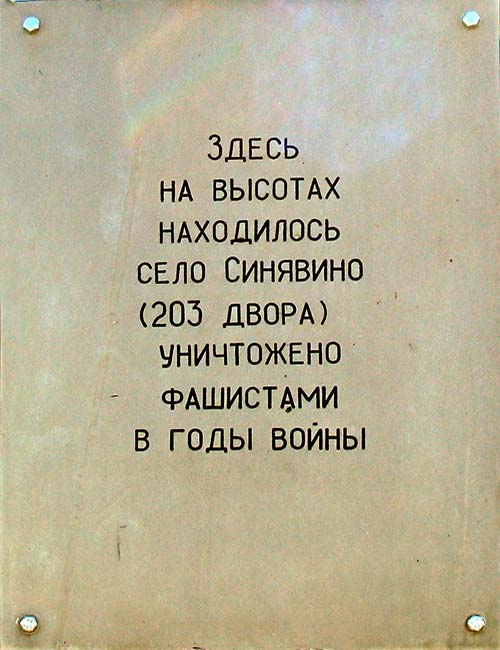 Здесь
на высотах
находилось
село Синявино
(203 двора)
уничтожено
фашистами
в годы войны